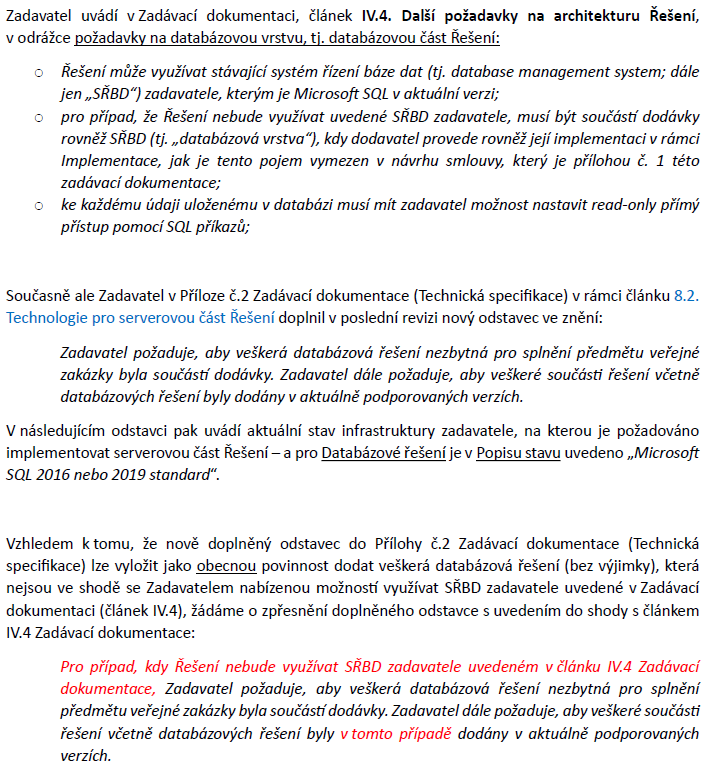 Zadavatel uvádí v Zadávací dokumentaci, článek IV.4. Další požadavky na architekturu Řešení,
v odrážce požadavky na databázovou vrstvu, tj. databázovou část Řešení:
○ Řešení může využívat stávající systém řízení báze dat (tj. database management system; dále
jen „SŘBD“) zadavatele, kterým je Microsoft SQL v aktuální verzi;
○ pro případ, že Řešení nebude využívat uvedené SŘBD zadavatele, musí být součástí dodávky
rovněž SŘBD (tj. „databázová vrstva“), kdy dodavatel provede rovněž její implementaci v rámci
Implementace, jak je tento pojem vymezen v návrhu smlouvy, který je přílohou č. 1 této
zadávací dokumentace;
○ ke každému údaji uloženému v databázi musí mít zadavatel možnost nastavit read-only přímý
přístup pomocí SQL příkazů;
Současně ale Zadavatel v Příloze č.2 Zadávací dokumentace (Technická specifikace) v rámci článku 8.2.
Technologie pro serverovou část Řešení doplnil v poslední revizi nový odstavec ve znění:
Zadavatel požaduje, aby veškerá databázová řešení nezbytná pro splnění předmětu veřejné
zakázky byla součástí dodávky. Zadavatel dále požaduje, aby veškeré součásti řešení včetně
databázových řešení byly dodány v aktuálně podporovaných verzích.
V následujícím odstavci pak uvádí aktuální stav infrastruktury zadavatele, na kterou je požadováno
implementovat serverovou část Řešení – a pro Databázové řešení je v Popisu stavu uvedeno „Microsoft
SQL 2016 nebo 2019 standard“.
Vzhledem k tomu, že nově doplněný odstavec do Přílohy č.2 Zadávací dokumentace (Technická
specifikace) lze vyložit jako obecnou povinnost dodat veškerá databázová řešení (bez výjimky), která
nejsou ve shodě se Zadavatelem nabízenou možností využívat SŘBD zadavatele uvedené v Zadávací
dokumentaci (článek IV.4), žádáme o zpřesnění doplněného odstavce s uvedením do shody s článkem
IV.4 Zadávací dokumentace:
Pro případ, kdy Řešení nebude využívat SŘBD zadavatele uvedeném v článku IV.4 Zadávací
dokumentace, Zadavatel požaduje, aby veškerá databázová řešení nezbytná pro splnění
předmětu veřejné zakázky byla součástí dodávky. Zadavatel dále požaduje, aby veškeré součásti
řešení včetně databázových řešení byly v tomto případě dodány v aktuálně podporovaných
verzích.